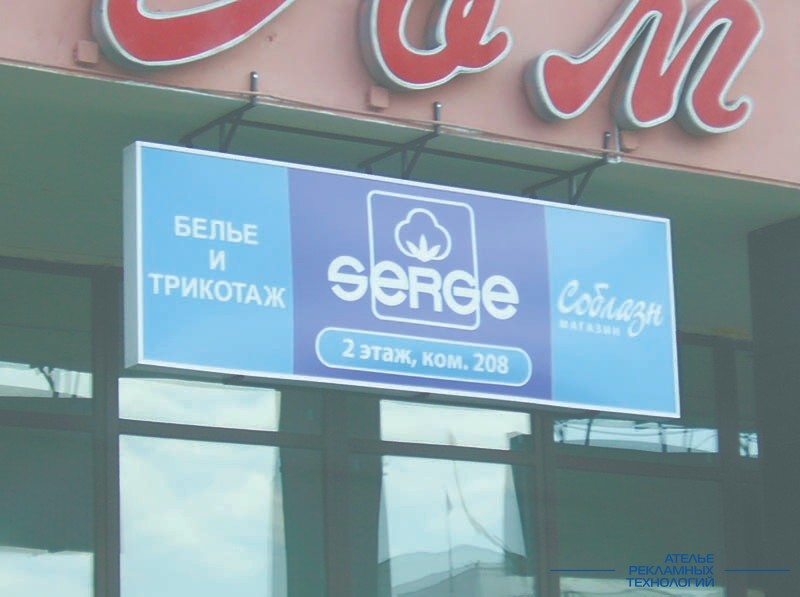 БЕЛЬЕ
И
ТРИКОТАЖ
SERGE
2 этаж, ком. 208
Соблазн
МАГАЗИН
АТЕЛЬЕ
РЕКЛАМНЫХ
ТЕХНОЛОГИЙ